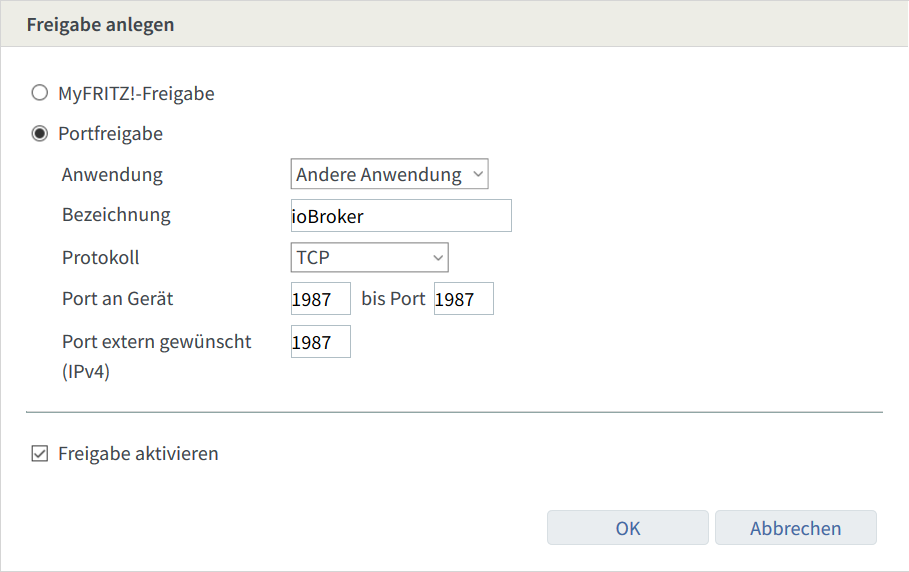 Freigabe anlegen
MyFRITZ!-Freigabe
Portfreigabe
Anwendung Andere Anwendung
Bezeichnung ioBroker
Protokoll TCP
Port an Gerät 1987 bis Port 1987
Port extern gewünscht 1987
(IPv4)
Freigabe aktivieren
OK Abbrechen